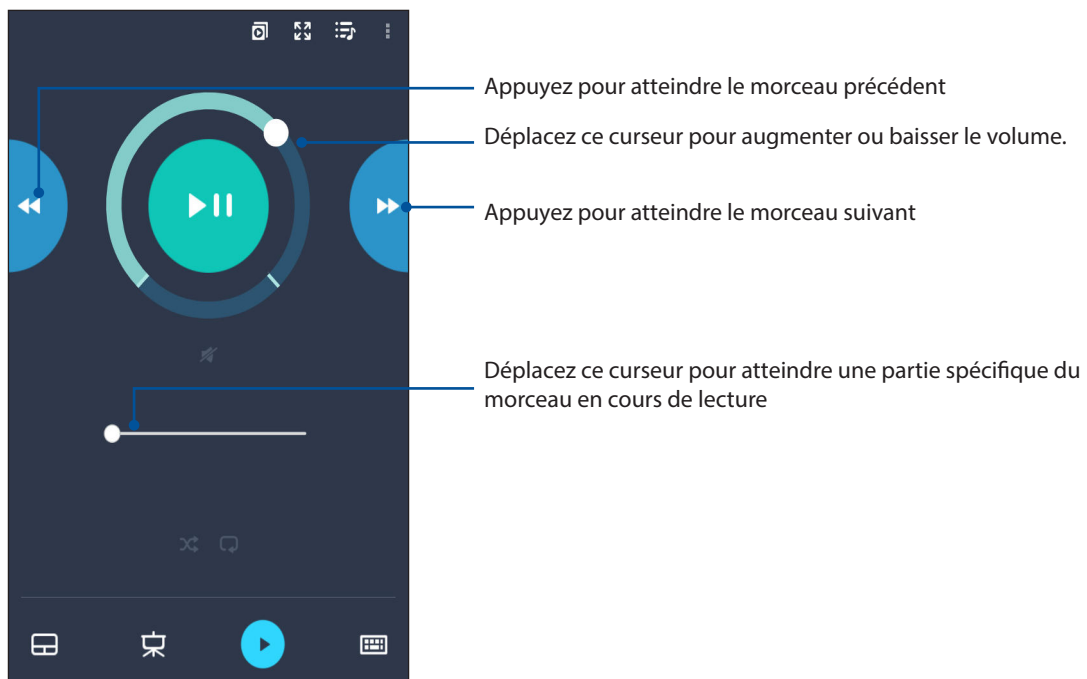 Appuyez pour atteindre le morceau précédent
Déplacez ce curseur pour augmenter ou baisser le volume.
Appuyez pour atteindre le morceau suivant
Déplacez ce curseur pour atteindre une partie spécifique du
morceau en cours de lecture